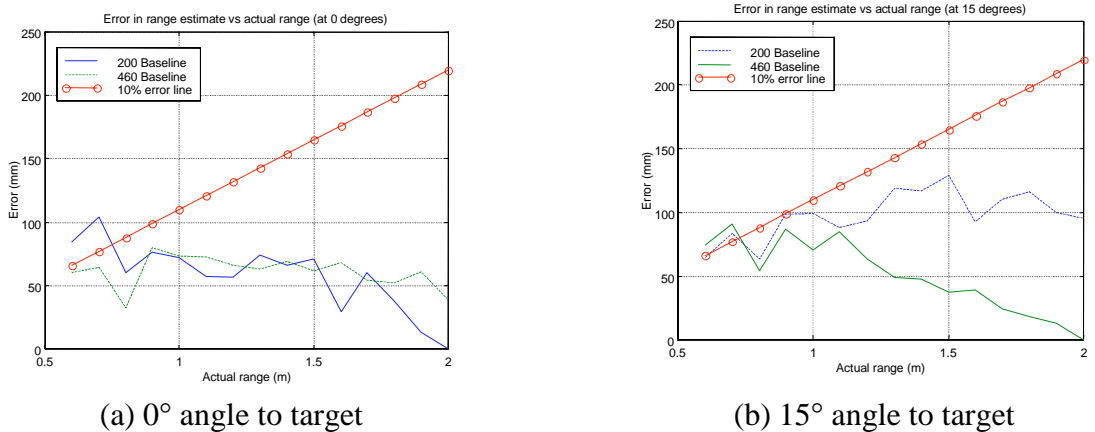 Error in range estimate vs actual range (at 0 degrees)
250
200
150
100
50
0
Error (mm)
200 Baseline
460 Baseline
10% error line
0.5
1
1.5
2
Actual range (m)
(a) 0° angle to target
Error in range estimate vs actual range (at 15 degrees)
250
200
150
100
50
0
Error (mm)
200 Baseline
460 Baseline
10% error line
0.5
1
1.5
2
Actual range (m)
(b) 15° angle to target